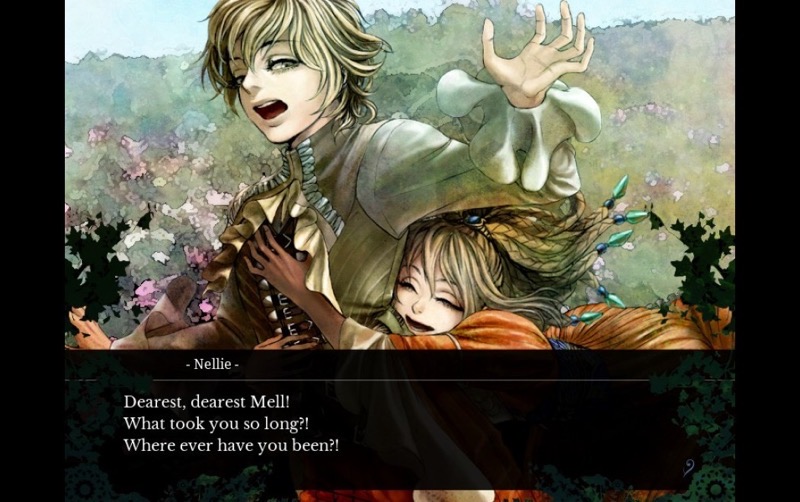 - Nellie -
Dearest, dearest Mell!
What took you so long?!
Where ever have you been?!